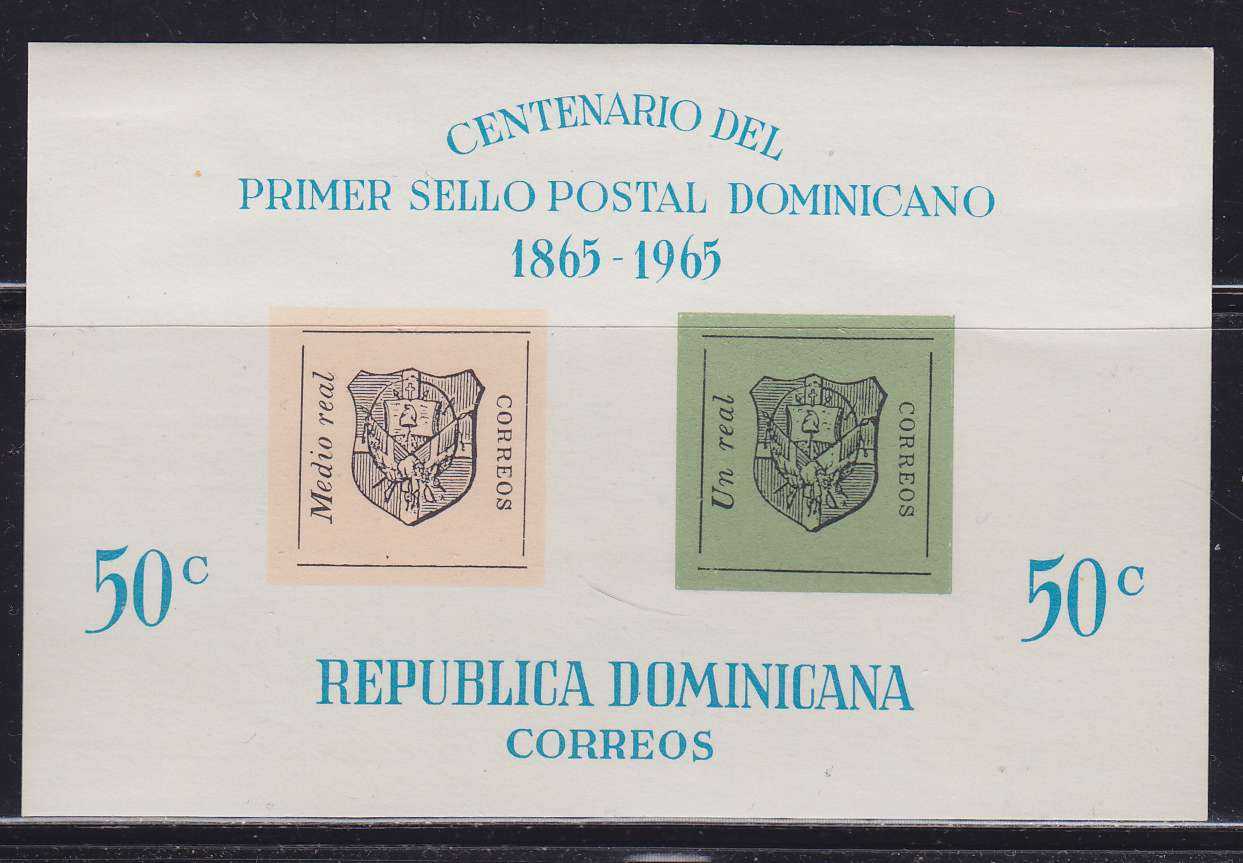 CENTENARIO DEL
PRIMER SELLO POSTAL DOMINICANO
1865 - 1965
Medio real
CORREOS
Un real
CORREOS
50c
50c
REPUBLICA DOMINICANA
CORREOS